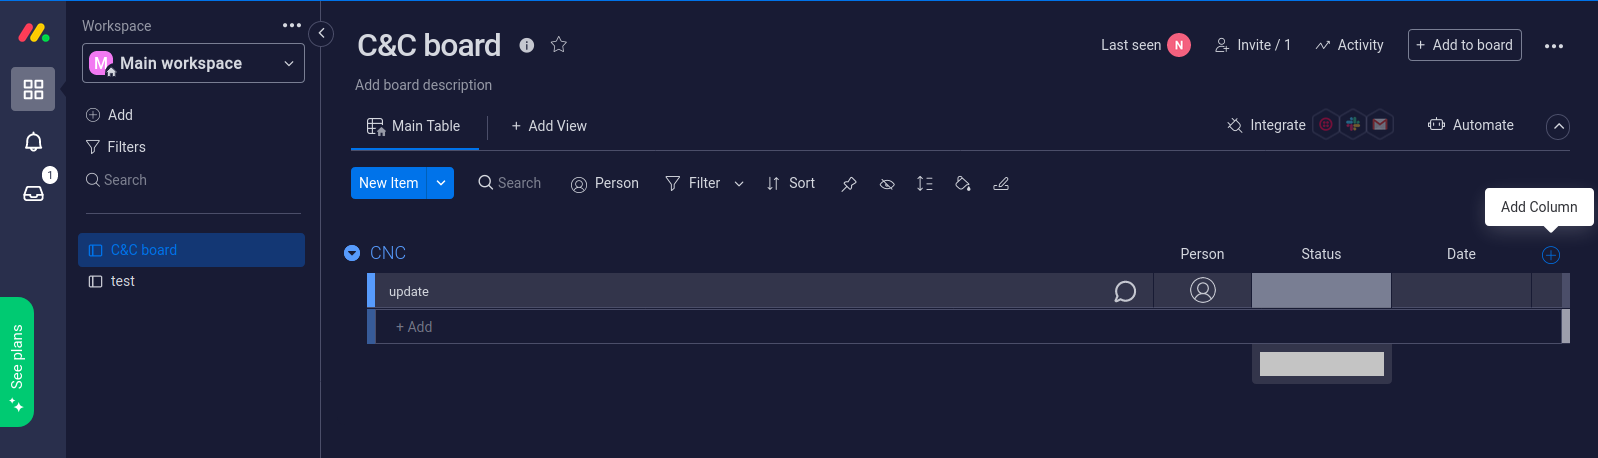 Workspace
M Main workspace
Add
Filters
Search
C&C board
test
1
See plans
C&C board
Add board description
Last seen N Invite / 1 Activity + Add to board
Main Table + Add View Integrate Automate
New Item Search Person Filter Sort
Add Column
CNC Person Status Date
update
+ Add